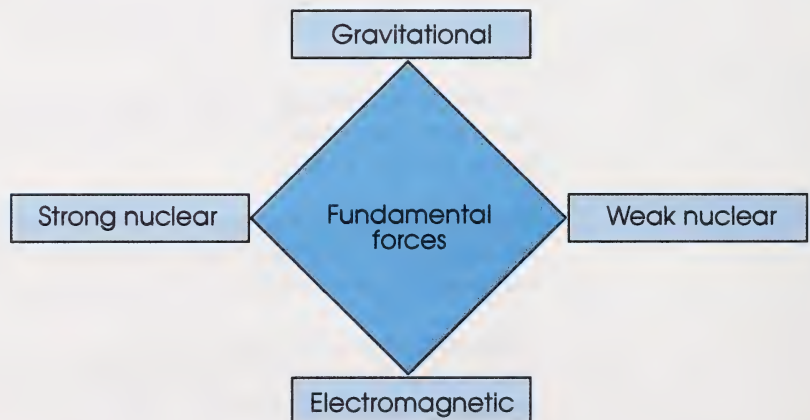 Gravitational
Strong nuclear
Fundamental
forces
Weak nuclear
Electromagnetic